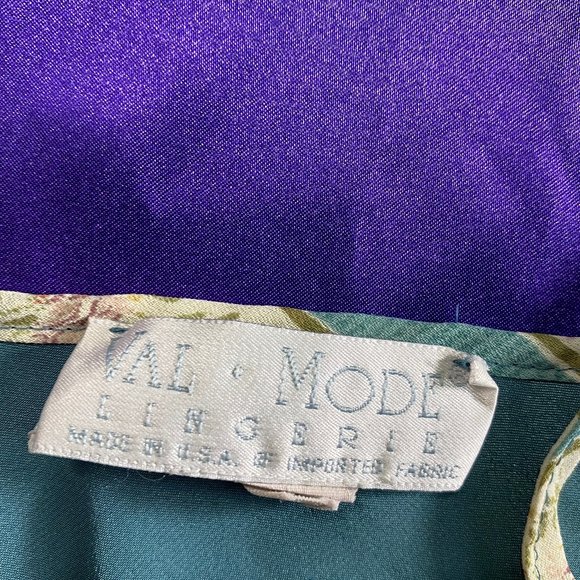 VAL • MODE
LINGERIE
MADE IN U.S.A. OF IMPORTED FABRIC